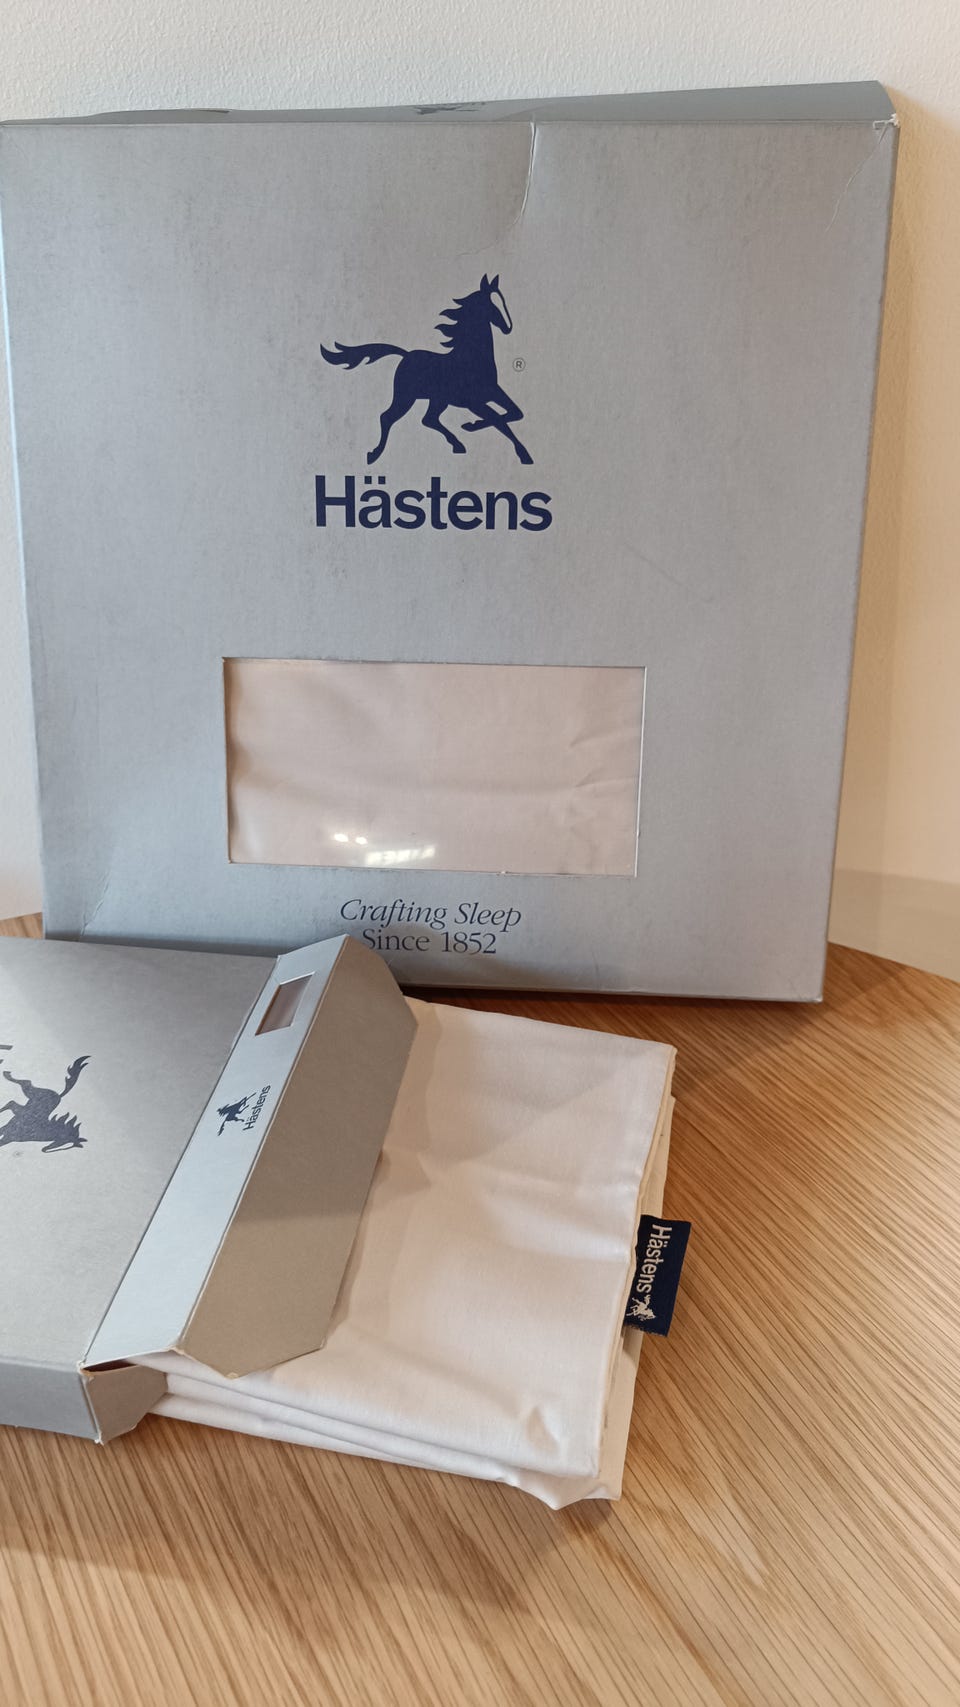 ®
Hästens
Crafting Sleep
Since 1852
Hästens
Hästens